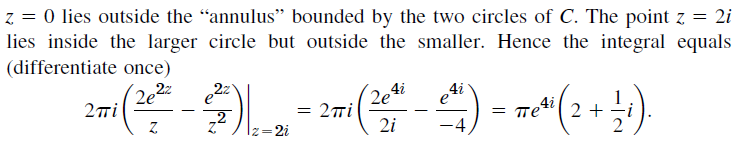 z = 0 lies outside the “annulus” bounded by the two circles of C. The point z = 2i
lies inside the larger circle but outside the smaller. Hence the integral equals
(differentiate once)
2πi(2e^{2z}/z − e^{2z}/z^2)|_{z=2i} = 2πi(2e^{4i}/2i − e^{4i}/−4) = πe^{4i}(2 + 1/2 i).